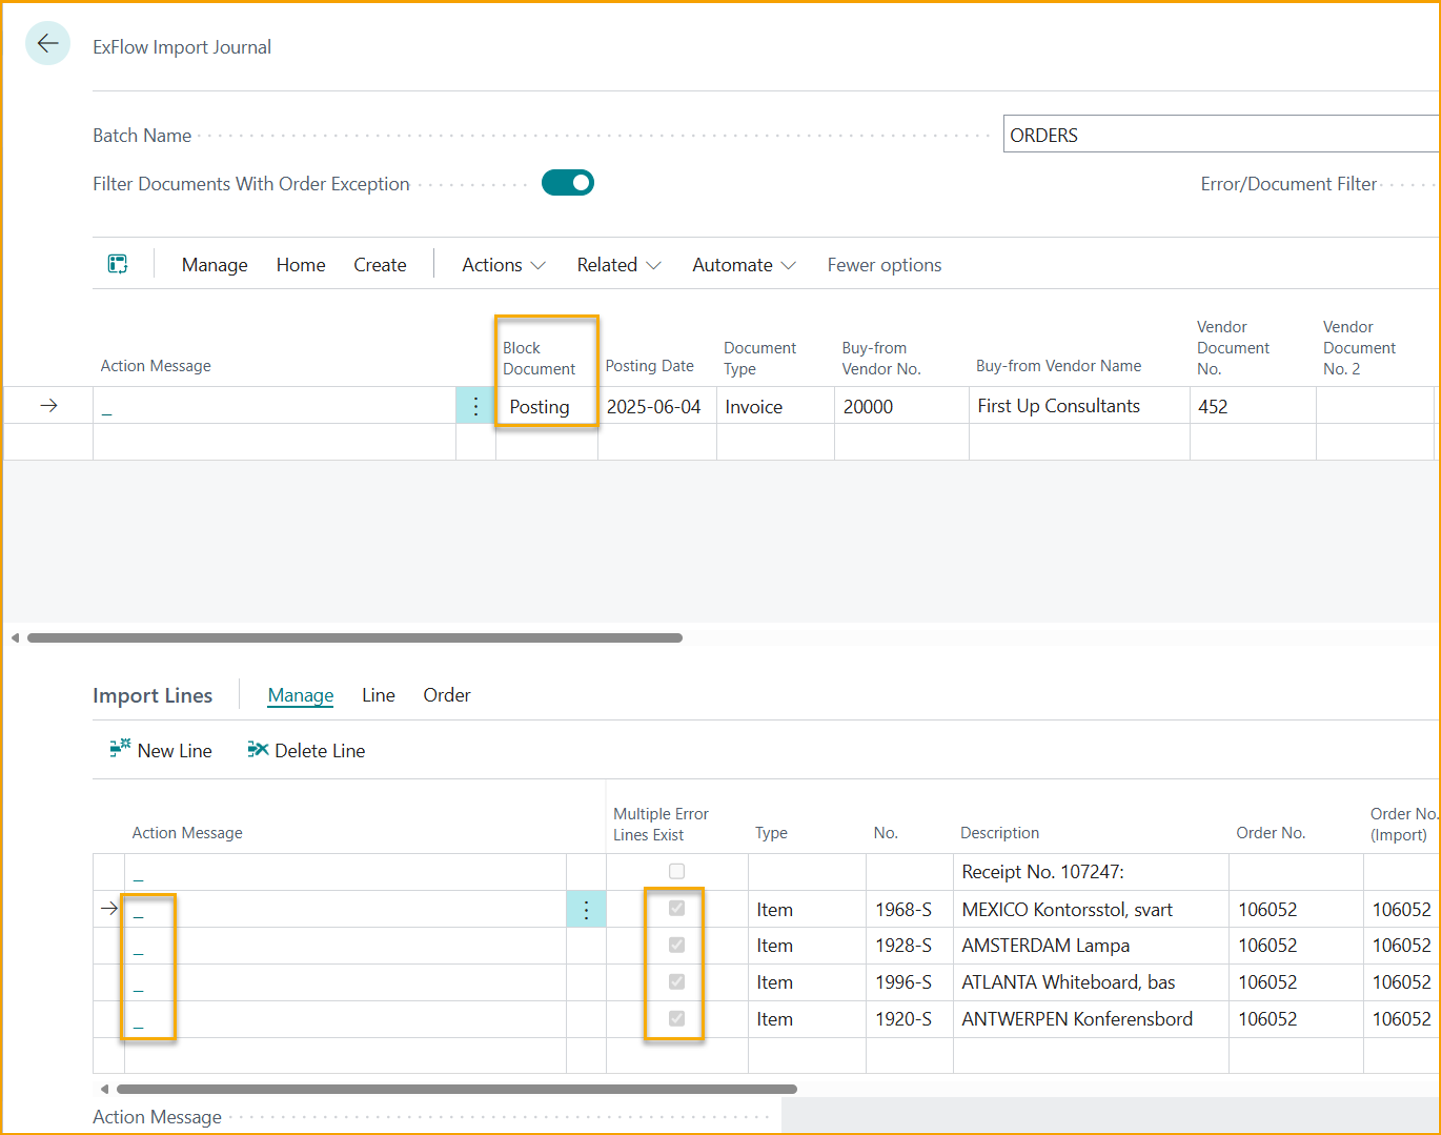 ExFlow Import Journal
Batch Name
ORDERS
Filter Documents With Order Exception
Error/Document Filter
Manage Home Create Actions Related Automate Fewer options
Action Message
Block
Document
Posting Date
Document
Type
Buy-from
Vendor No.
Buy-from Vendor Name
Vendor
Document
No.
Vendor
Document
No. 2
_ Posting 2025-06-04 Invoice 20000 First Up Consultants 452
Import Lines Manage Line Order
New Line Delete Line
Action Message
Multiple Error
Lines Exist
Type
No.
Description
Order No.
Order No.
(Import)
_ Receipt No. 107247:
_ Item 1968-S MEXICO Kontorsstol, svart 106052 106052
_ Item 1928-S AMSTERDAM Lampa 106052 106052
_ Item 1996-S ATLANTA Whiteboard, bas 106052 106052
_ Item 1920-S ANTWERPEN Konferensbord 106052 106052
Action Message